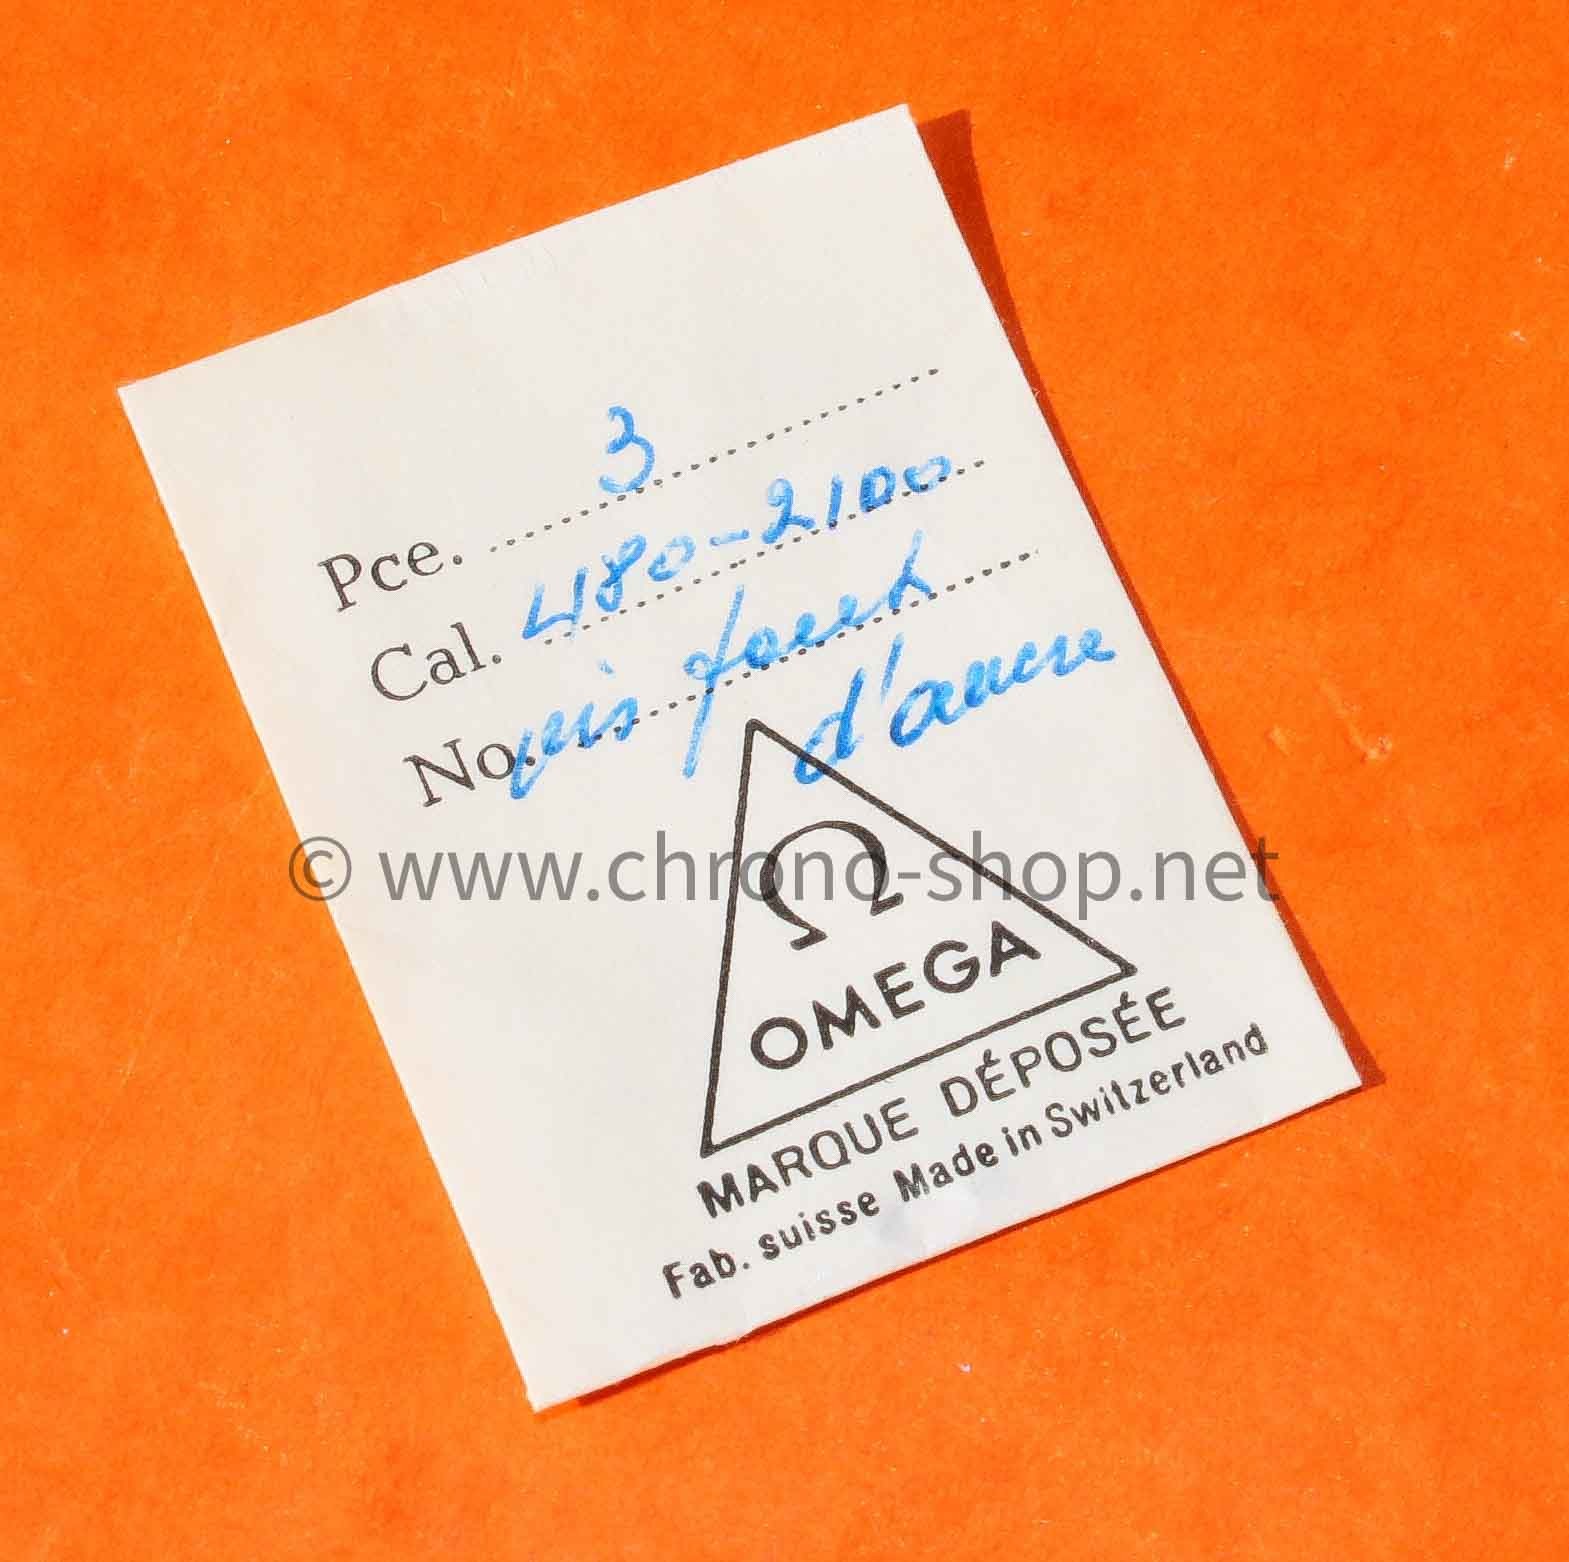 Pce. 3
Cal. 480-2100
No. vis pont
d'ancre
Ω
OMEGA
MARQUE DÉPOSÉE
Fab. suisse Made in Switzerland
© www.chrono-shop.net